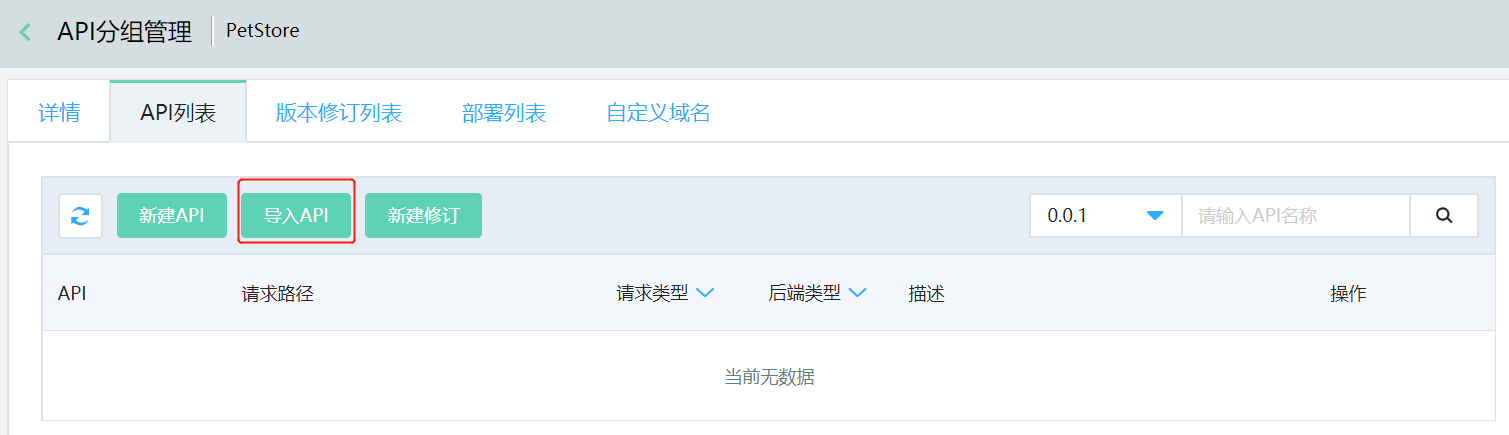 API分组管理 PetStore
详情 API列表 版本修订列表 部署列表 自定义域名
新建API 导入API 新建修订 0.0.1 请输入API名称
API 请求路径 请求类型 后端类型 描述 操作
当前无数据